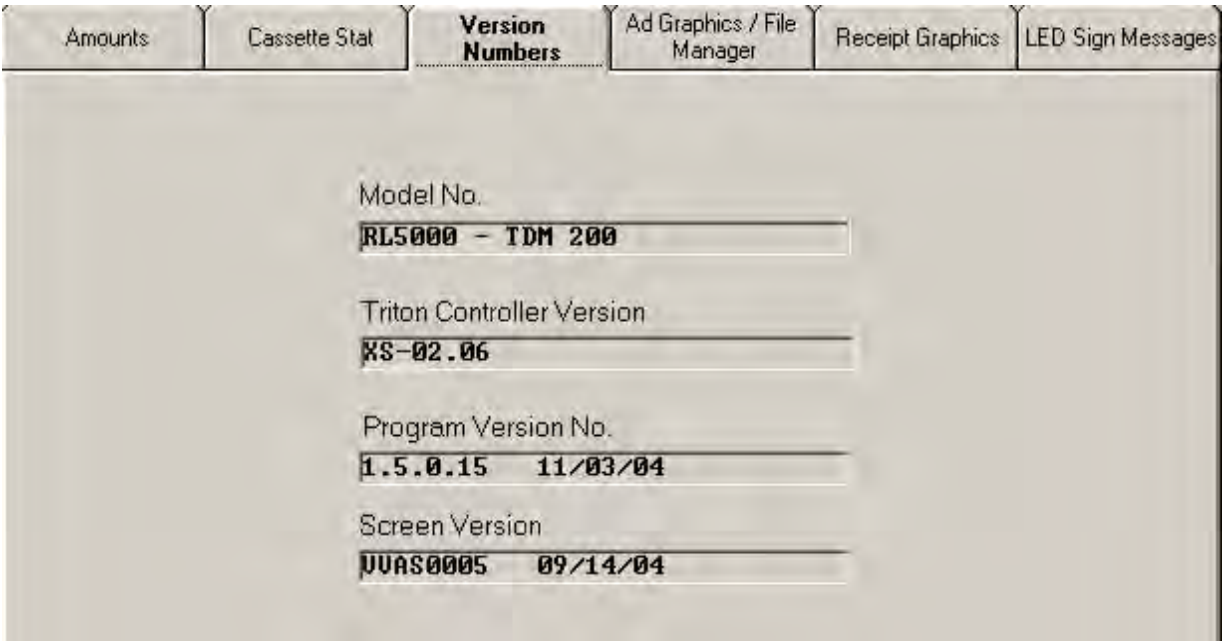 Amounts
Cassette Stat
Version
Numbers
Ad Graphics / File
Manager
Receipt Graphics
LED Sign Messages
Model No.
RL5000 - TDM 200
Triton Controller Version
XS-02.06
Program Version No.
1.5.0.15 11/03/04
Screen Version
VVAS0005 09/14/04